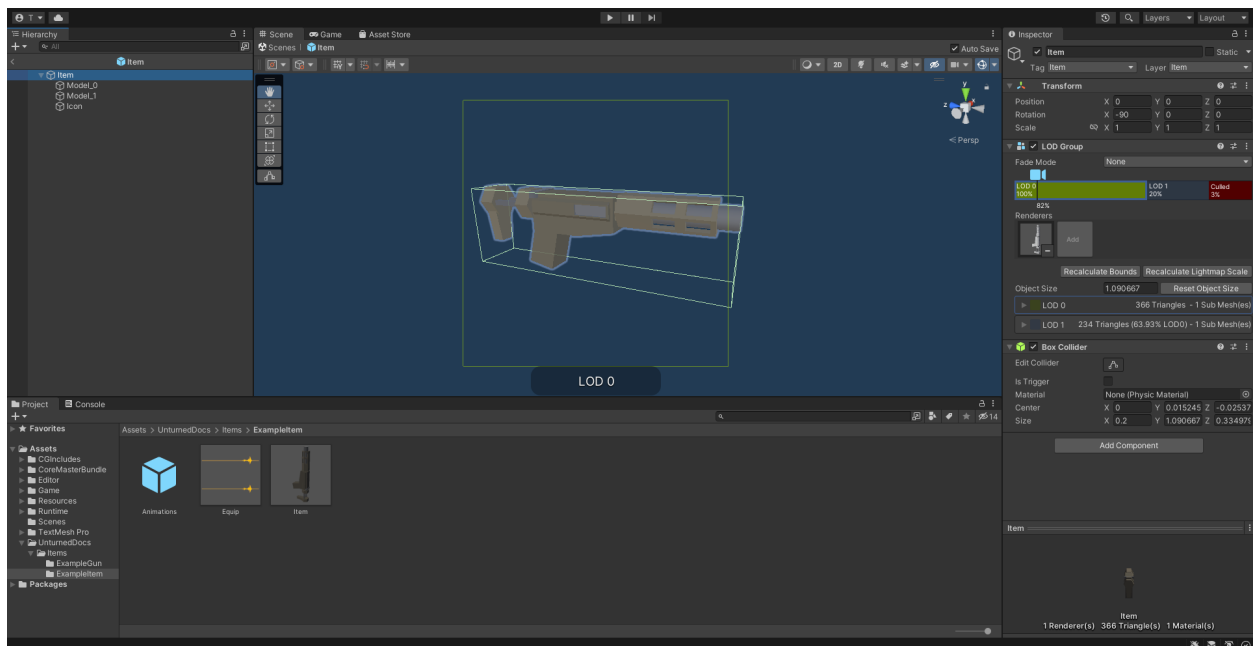 T
Layers
Layout
Hierarchy
All
Item
Item
Model_0
Model_1
Icon
Scene
Game
Asset Store
Scenes
Item
Auto Save
2D
y
z
x
Persp
LOD 0
Inspector
Item
Static
Tag Item
Layer Item
Transform
Position X 0 Y 0 Z 0
Rotation X -90 Y 0 Z 0
Scale X 1 Y 1 Z 1
LOD Group
Fade Mode None
LOD 0 LOD 1 Culled
100% 20% 3%
82%
Renderers
Add
Recalculate Bounds Recalculate Lightmap Scale
Object Size 1.090667 Reset Object Size
LOD 0 366 Triangles - 1 Sub Mesh(es)
LOD 1 234 Triangles (63.93% LOD0) - 1 Sub Mesh(es)
Box Collider
Edit Collider
Is Trigger
Material None (Physic Material)
Center X 0 Y 0.015245 Z -0.02537
Size X 0.2 Y 1.090667 Z 0.334979
Add Component
Item
Item
1 Renderer(s) 366 Triangle(s) 1 Material(s)
Project Console
14
Favorites
Assets
CGIncludes
CoreMasterBundle
Editor
Game
Resources
Runtime
Scenes
TextMesh Pro
UnturnedDocs
Items
ExampleGun
ExampleItem
Packages
Assets > UnturnedDocs > Items > ExampleItem
Animations
Equip
Item